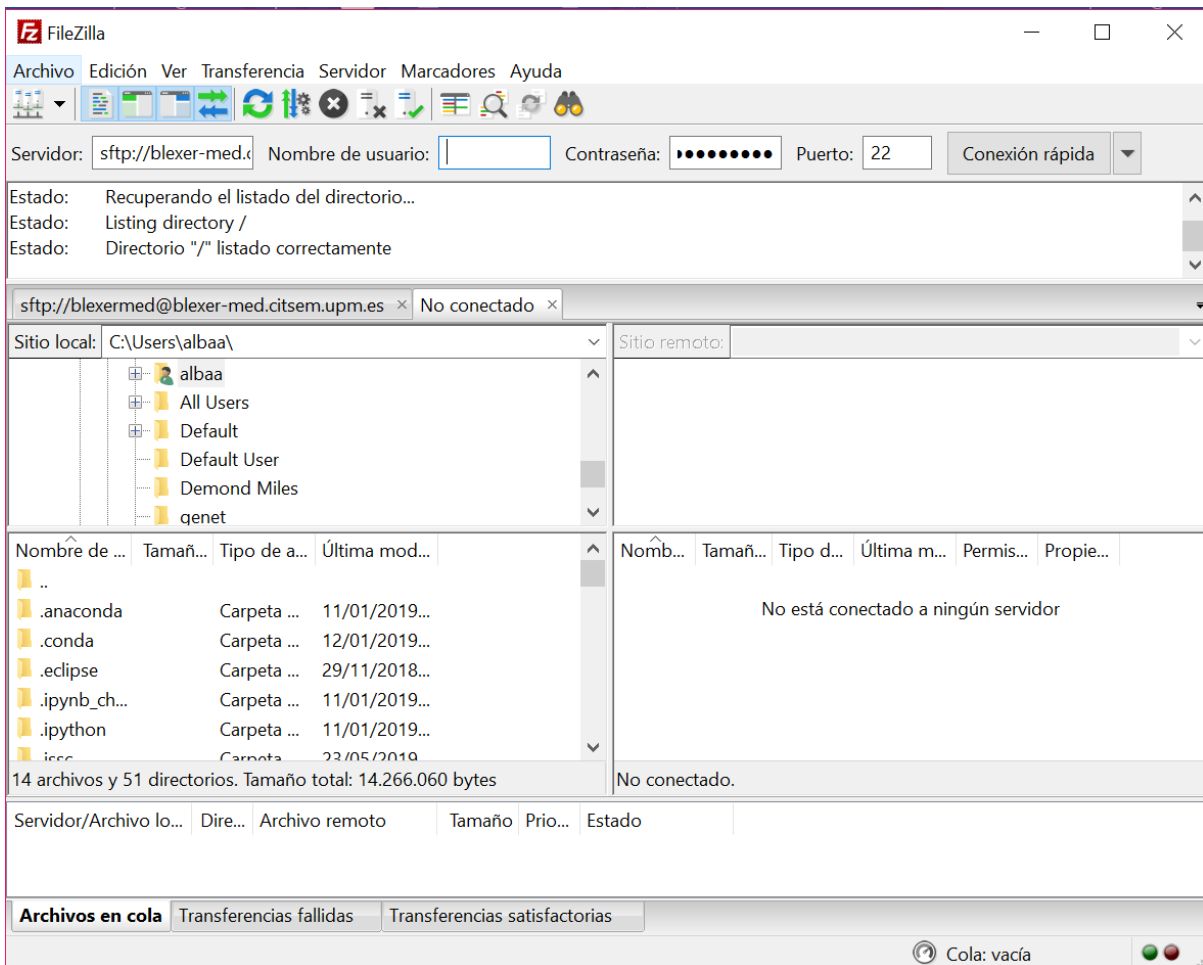 FileZilla
Archivo Edición Ver Transferencia Servidor Marcadores Ayuda
Servidor: sftp://blexer-med.c Nombre de usuario: Contraseña: ●●●●●●●●● Puerto: 22 Conexión rápida
Estado: Recuperando el listado del directorio...
Estado: Listing directory /
Estado: Directorio "/" listado correctamente
sftp://blexermed@blexer-med.citsem.upm.es × No conectado ×
Sitio local: C:\Users\albaa\
albaa
All Users
Default
Default User
Demond Miles
genet
Sitio remoto:
Nombre de ... Tamañ... Tipo de a... Última mod...
..
.anaconda Carpeta ... 11/01/2019...
.conda Carpeta ... 12/01/2019...
.eclipse Carpeta ... 29/11/2018...
.ipynb_ch... Carpeta ... 11/01/2019...
.ipython Carpeta ... 11/01/2019...
.jssc Carpeta 23/05/2019
14 archivos y 51 directorios. Tamaño total: 14.266.060 bytes
Nomb... Tamañ... Tipo d... Última m... Permis... Propie...
No está conectado a ningún servidor
No conectado.
Servidor/Archivo lo... Dire... Archivo remoto Tamaño Prio... Estado
Archivos en cola Transferencias fallidas Transferencias satisfactorias
Cola: vacía